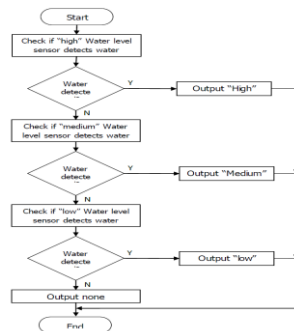 Start
Check if "high" Water level
sensor detects water
Water
detecte
Y
Output "High"
N
Check if "medium" Water
level sensor detects water
Water
detecte
Y
Output "Medium"
N
Check if "low" Water level
sensor detects water
Water
detecte
Y
Output "low"
N
Output none
End